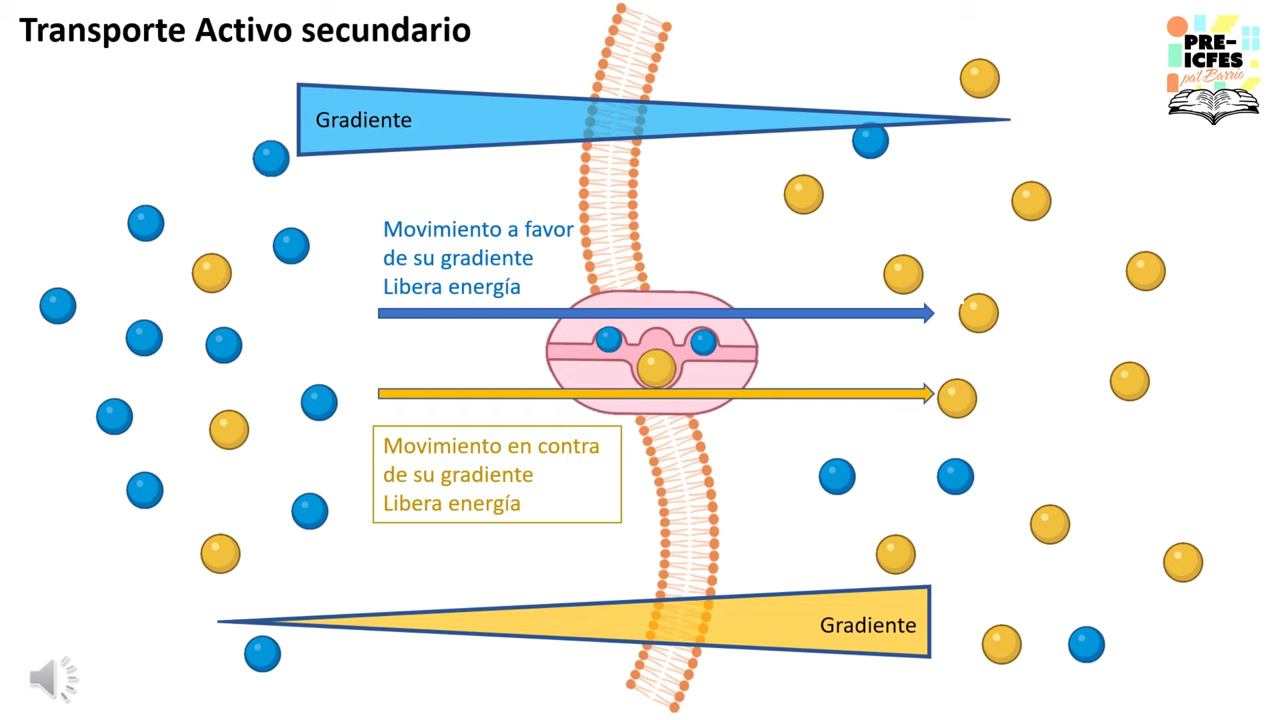 Transporte Activo secundario
PRE-
ICFES
pa'l Barrio
Gradiente
Movimiento a favor
de su gradiente
Libera energía
Movimiento en contra
de su gradiente
Libera energía
Gradiente